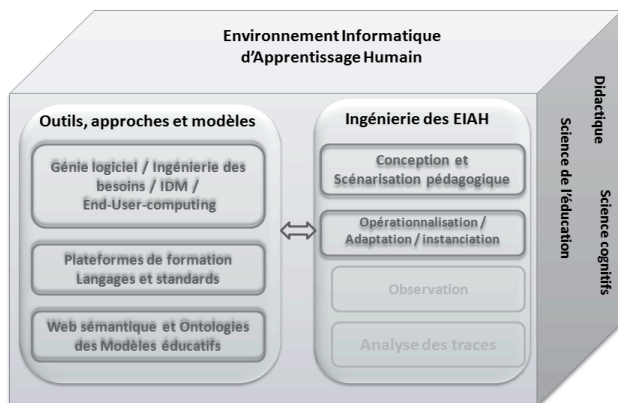 Environnement Informatique
d'Apprentissage Humain
Outils, approches et modèles
Génie logiciel / Ingénierie des
besoins / IDM /
End-User-computing
Plateformes de formation
Langages et standards
Web sémantique et Ontologies
des Modèles éducatifs
Ingénierie des EIAH
Conception et
Scénarisation pédagogique
Opérationnalisation /
Adaptation / instanciation
Observation
Analyse des traces
Didactique
Science de l'éducation
Science cognitifs